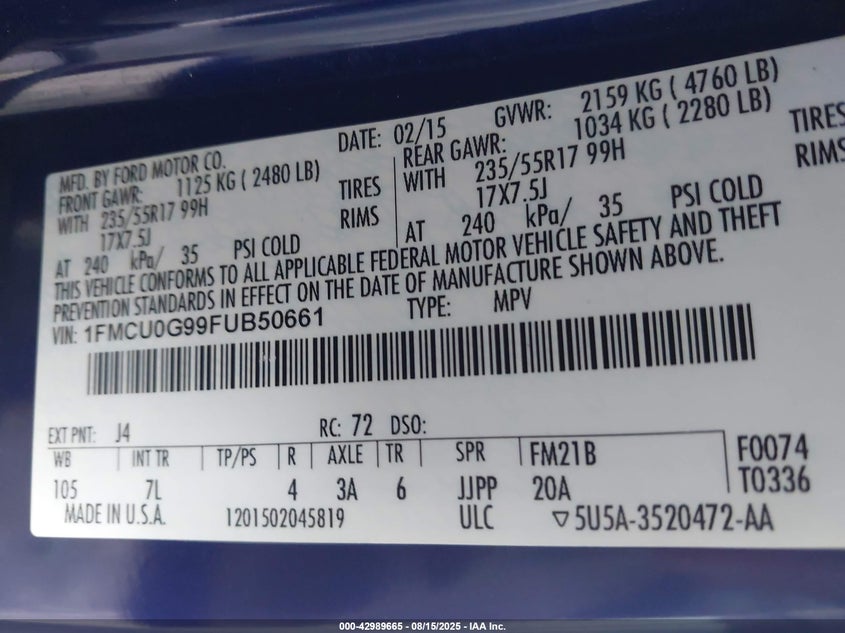 MFD. BY FORD MOTOR CO.
DATE: 02/15
GVWR: 2159 KG ( 4760 LB)
FRONT GAWR: 1125 KG ( 2480 LB)
REAR GAWR: 1034 KG ( 2280 LB)
WITH 235/55R17 99H TIRES
WITH 235/55R17 99H TIRES
17X7.5J RIMS
17X7.5J RIMS
AT 240 kPa/ 35 PSI COLD
AT 240 kPa/ 35 PSI COLD
THIS VEHICLE CONFORMS TO ALL APPLICABLE FEDERAL MOTOR VEHICLE SAFETY AND THEFT
PREVENTION STANDARDS IN EFFECT ON THE DATE OF MANUFACTURE SHOWN ABOVE.
VIN: 1FMCU0G99FUB50661
TYPE: MPV
EXT PNT: J4 RC: 72 DSO:
WB INT TR TP/PS R AXLE TR SPR FM21B F0074
105 7L 4 3A 6 JJPP 20A T0336
MADE IN U.S.A. 1201502045819 ULC ▽5U5A-3520472-AA
000-42989665 - 08/15/2025 - IAA Inc.